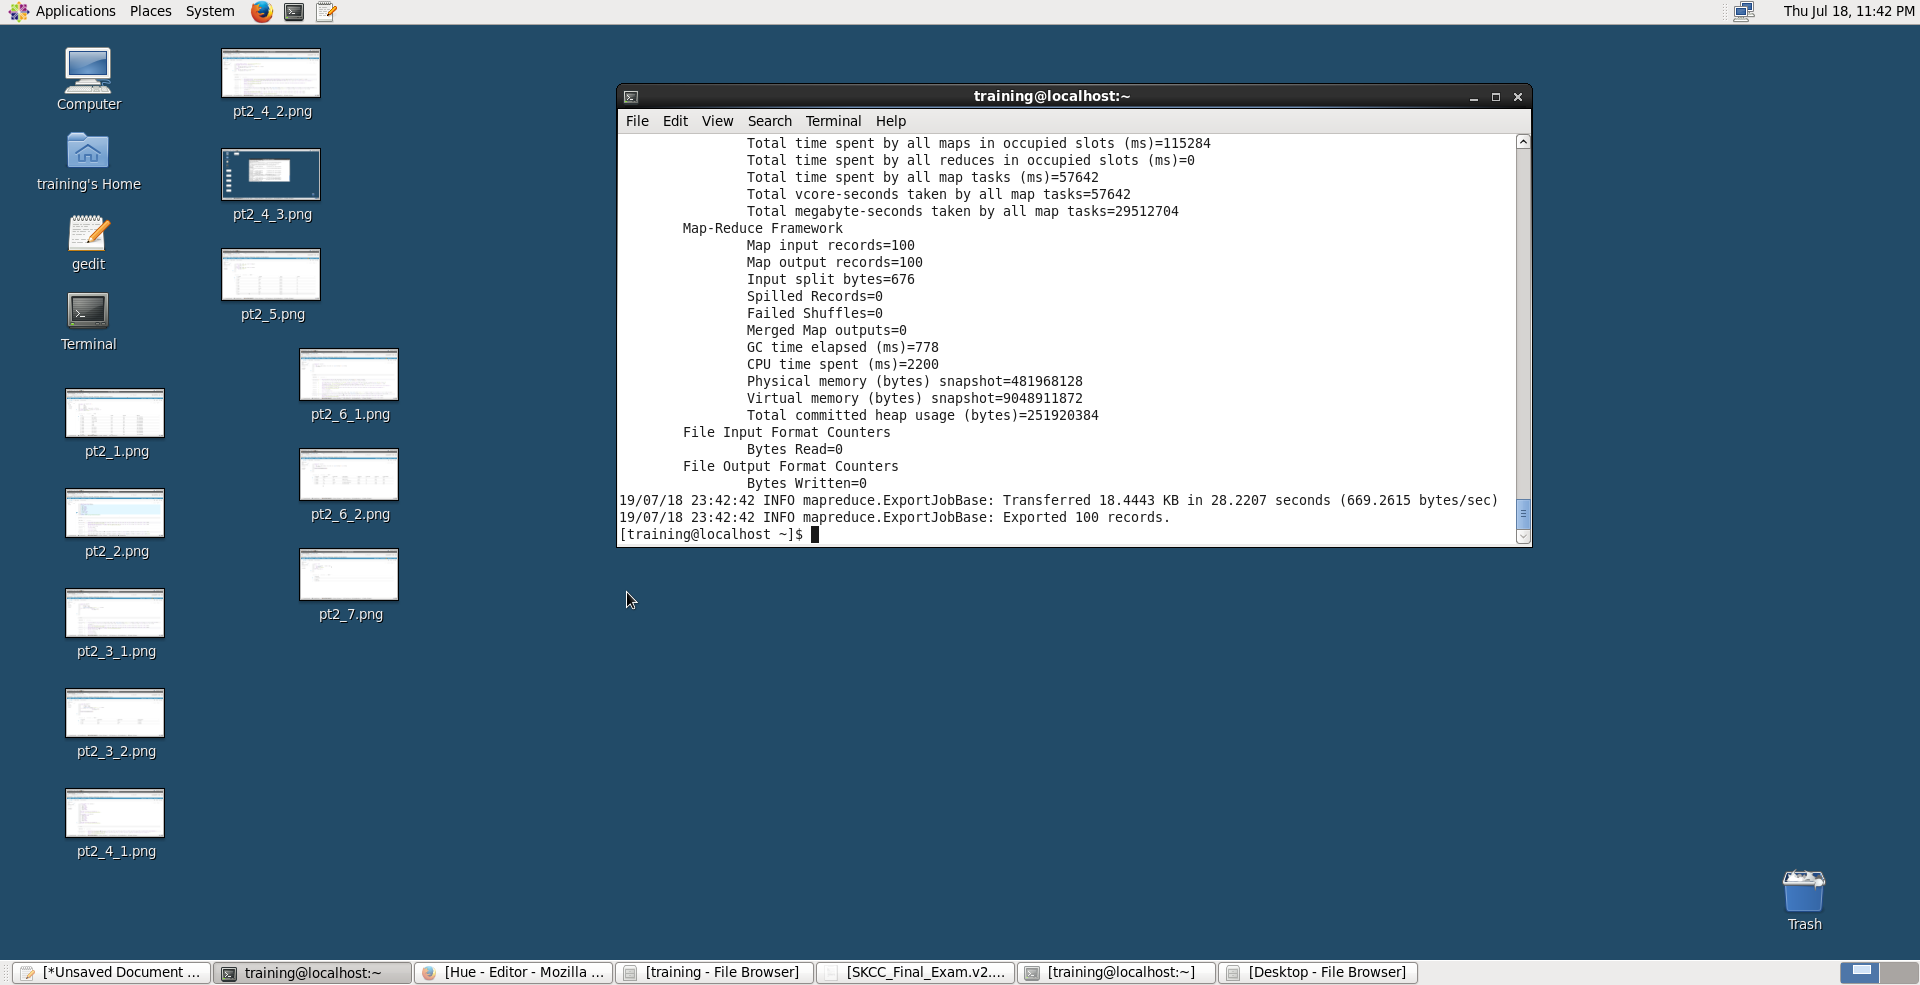 Applications Places System
Thu Jul 18, 11:42 PM
Computer
training's Home
gedit
Terminal
pt2_1.png
pt2_2.png
pt2_3_1.png
pt2_3_2.png
pt2_4_1.png
pt2_4_2.png
pt2_4_3.png
pt2_5.png
pt2_6_1.png
pt2_6_2.png
pt2_7.png
training@localhost:~
File Edit View Search Terminal Help
Total time spent by all maps in occupied slots (ms)=115284
Total time spent by all reduces in occupied slots (ms)=0
Total time spent by all map tasks (ms)=57642
Total vcore-seconds taken by all map tasks=57642
Total megabyte-seconds taken by all map tasks=29512704
Map-Reduce Framework
Map input records=100
Map output records=100
Input split bytes=676
Spilled Records=0
Failed Shuffles=0
Merged Map outputs=0
GC time elapsed (ms)=778
CPU time spent (ms)=2200
Physical memory (bytes) snapshot=481968128
Virtual memory (bytes) snapshot=9048911872
Total committed heap usage (bytes)=251920384
File Input Format Counters
Bytes Read=0
File Output Format Counters
Bytes Written=0
19/07/18 23:42:42 INFO mapreduce.ExportJobBase: Transferred 18.4443 KB in 28.2207 seconds (669.2615 bytes/sec)
19/07/18 23:42:42 INFO mapreduce.ExportJobBase: Exported 100 records.
[training@localhost ~]$
Trash
[*Unsaved Document ...
training@localhost:~
[Hue - Editor - Mozilla ...
[training - File Browser]
[SKCC_Final_Exam.v2....
[training@localhost:~]
[Desktop - File Browser]